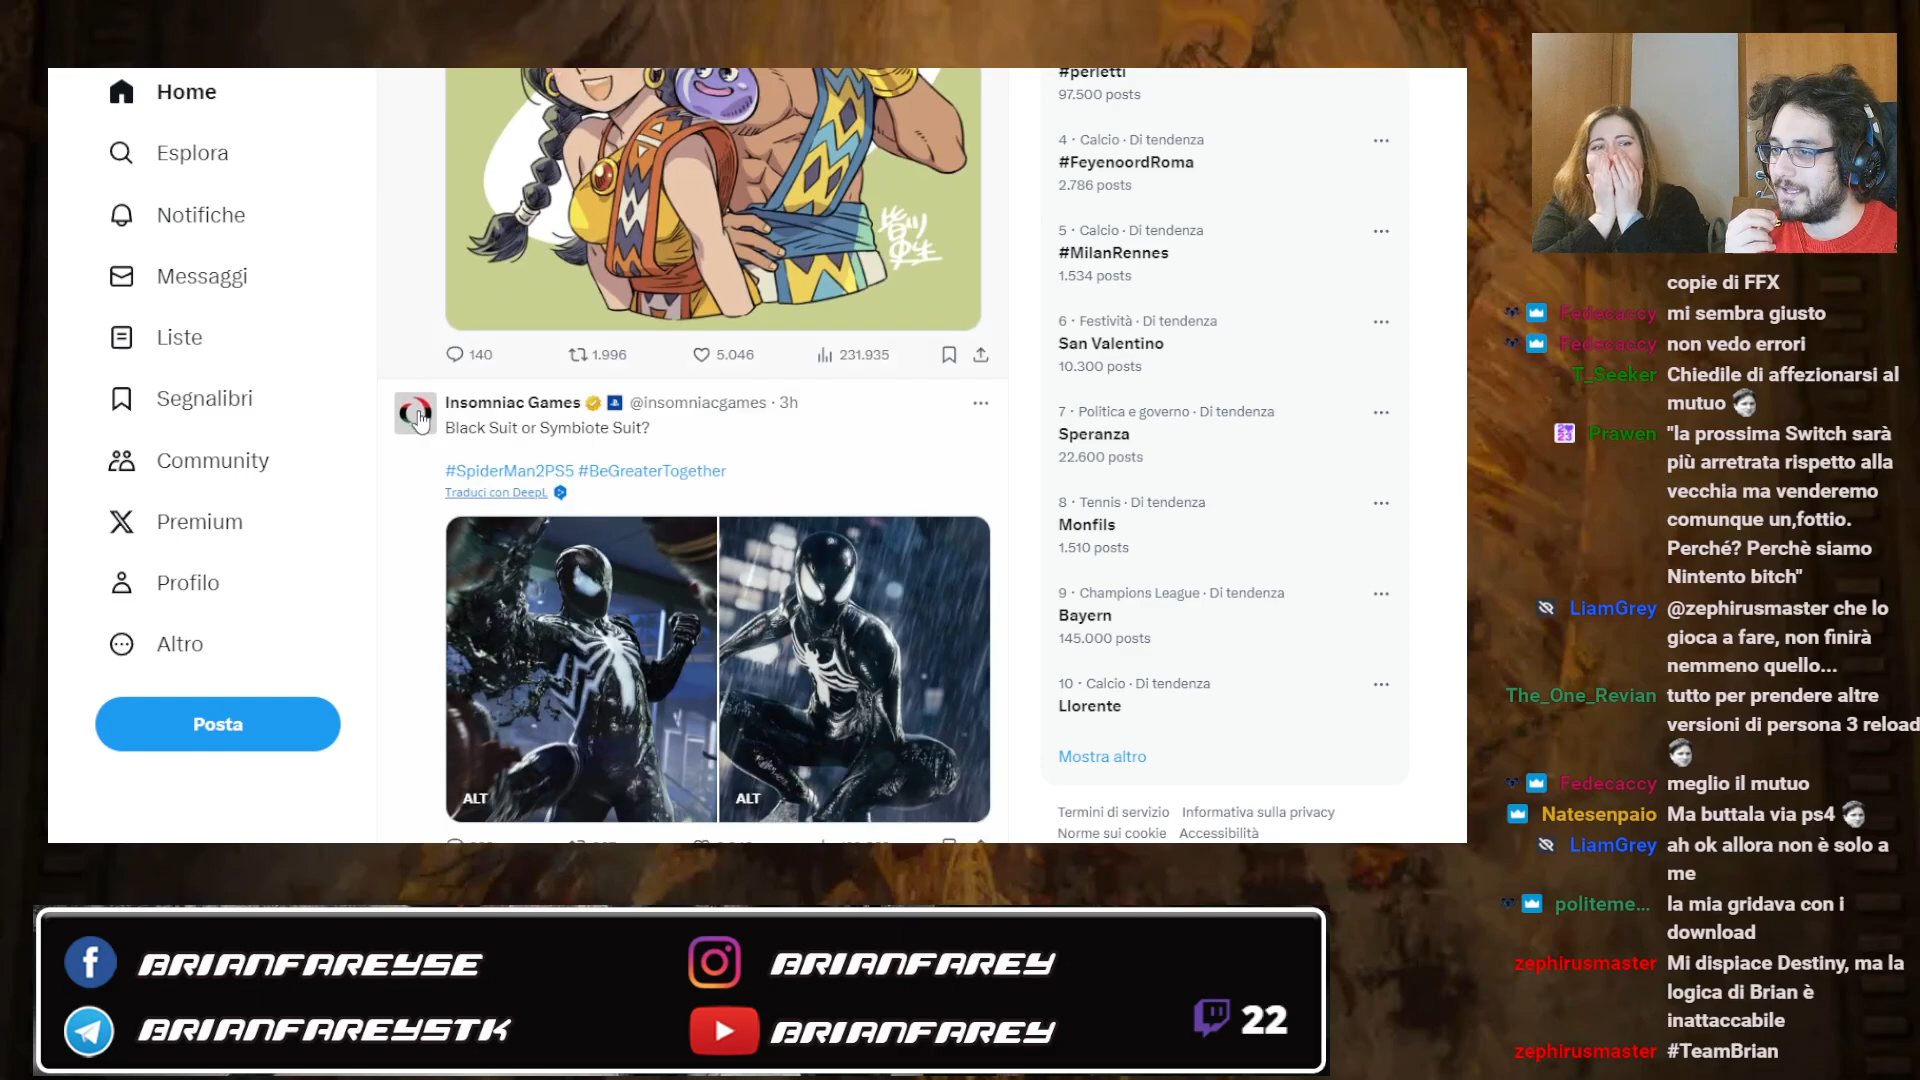 Home
Esplora
Notifiche
Messaggi
Liste
Segnalibri
Community
Premium
Profilo
Altro
Posta
皆川
史生
140
1.996
5.046
231.935
Insomniac Games @insomniacgames · 3h
Black Suit or Symbiote Suit?
#SpiderMan2PS5 #BeGreaterTogether
Traduci con DeepL
ALT
ALT
#perletti
97.500 posts
4 · Calcio · Di tendenza
#FeyenoordRoma
2.786 posts
5 · Calcio · Di tendenza
#MilanRennes
1.534 posts
6 · Festività · Di tendenza
San Valentino
10.300 posts
7 · Politica e governo · Di tendenza
Speranza
22.600 posts
8 · Tennis · Di tendenza
Monfils
1.510 posts
9 · Champions League · Di tendenza
Bayern
145.000 posts
10 · Calcio · Di tendenza
Llorente
Mostra altro
Termini di servizio Informativa sulla privacy
Norme sui cookie Accessibilità
copie di FFX
Fedecaccy mi sembra giusto
Fedecaccy non vedo errori
T_Seeker Chiedile di affezionarsi al
mutuo
Prawen "la prossima Switch sarà
più arretrata rispetto alla
vecchia ma venderemo
comunque un,fottio.
Perché? Perchè siamo
Nintento bitch"
LiamGrey @zephirusmaster che lo
gioca a fare, non finirà
nemmeno quello...
The_One_Revian tutto per prendere altre
versioni di persona 3 reload
Fedecaccy meglio il mutuo
Natesenpaio Ma buttala via ps4
LiamGrey ah ok allora non è solo a
me
politeme... la mia gridava con i
download
zephirusmaster Mi dispiace Destiny, ma la
logica di Brian è
inattaccabile
zephirusmaster #TeamBrian
BRIANFAREYSE
BRIANFAREY
BRIANFAREYSTK
BRIANFAREY
22